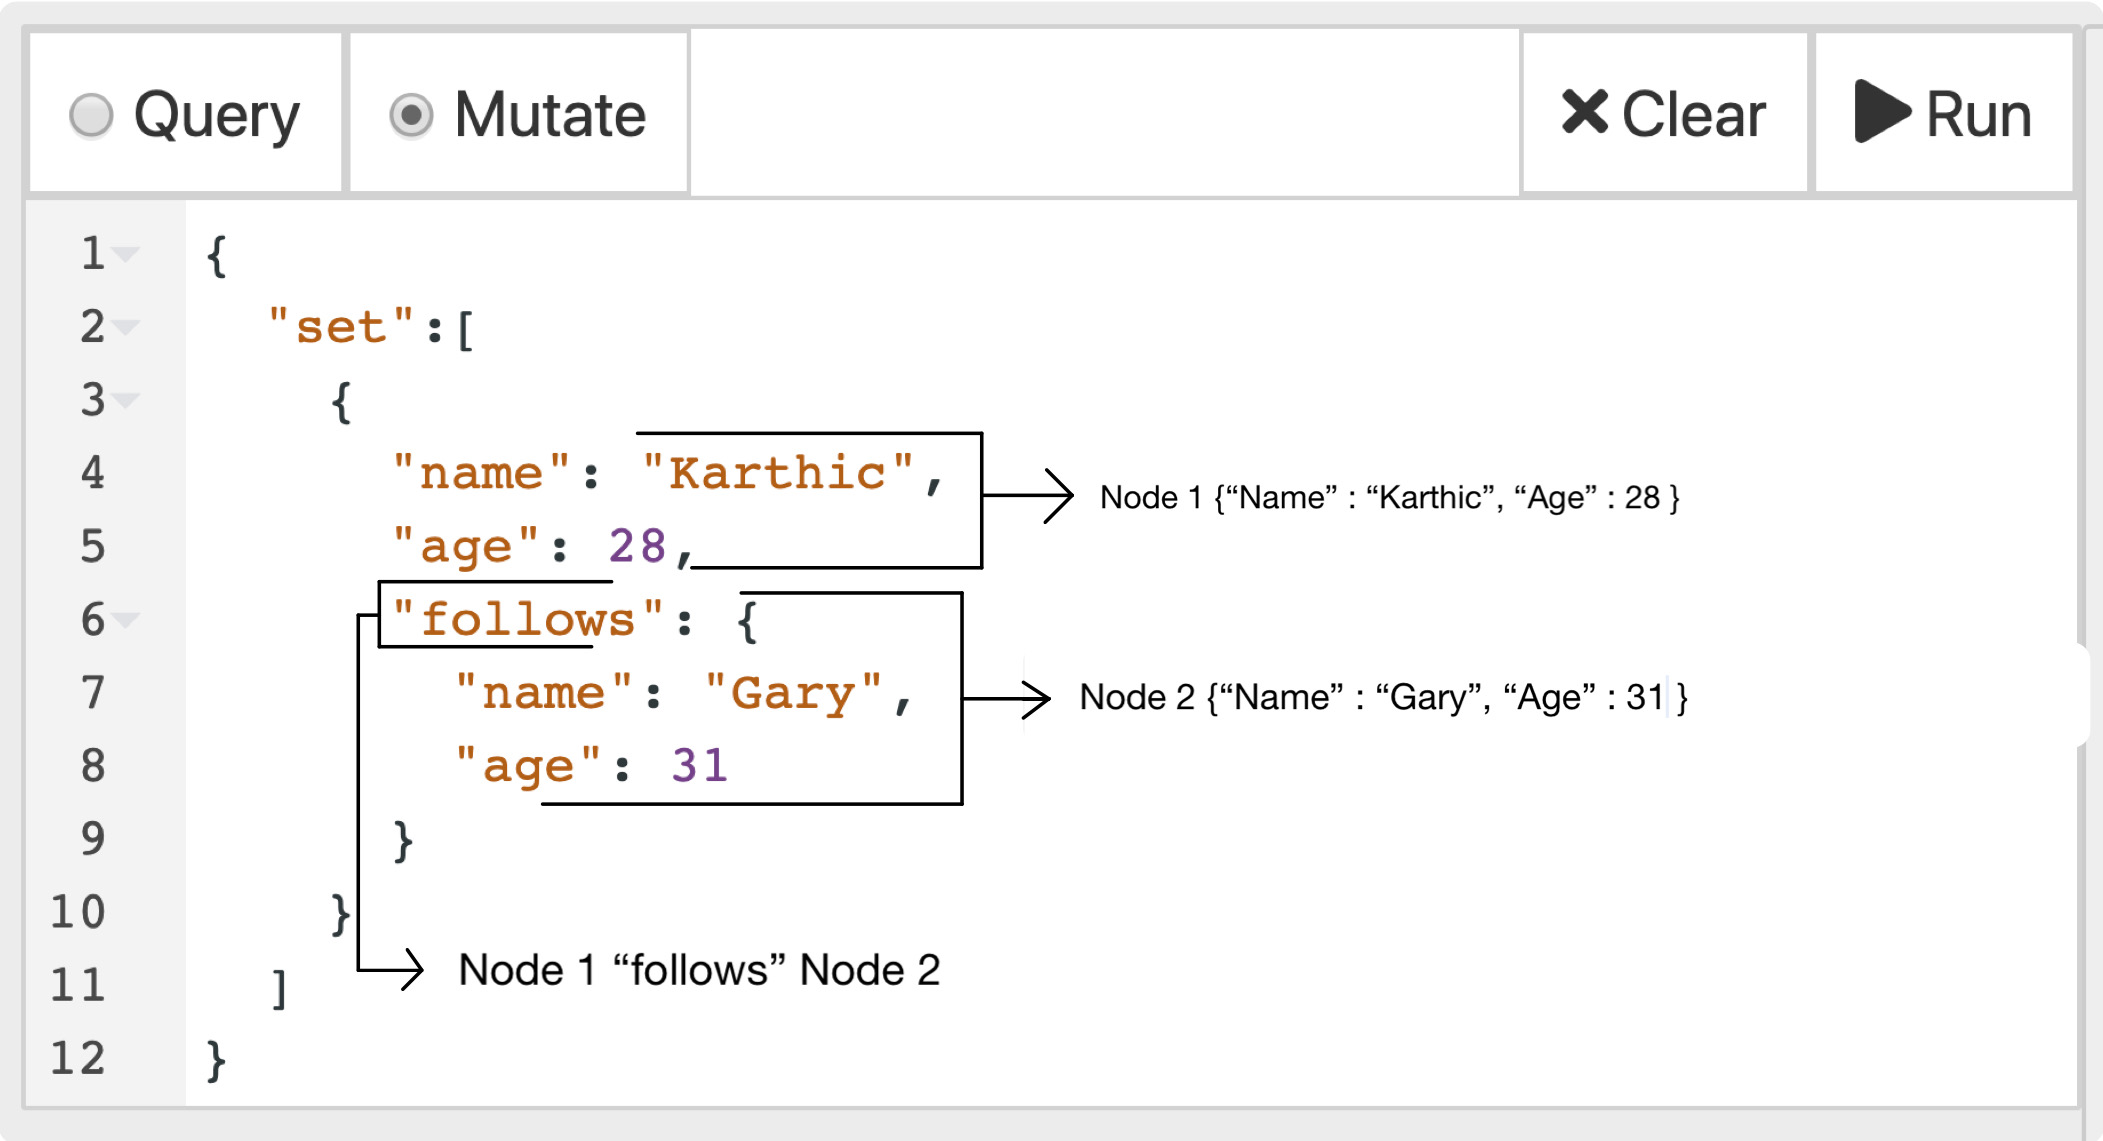 Query Mutate Clear Run
1 {
2 "set":[
3 {
4 "name": "Karthic",
5 "age": 28,
Node 1 {“Name” : “Karthic”, “Age” : 28 }
6 "follows": {
7 "name": "Gary",
8 "age": 31
Node 2 {“Name” : “Gary”, “Age” : 31 }
9 }
10 }
Node 1 “follows” Node 2
11 ]
12 }